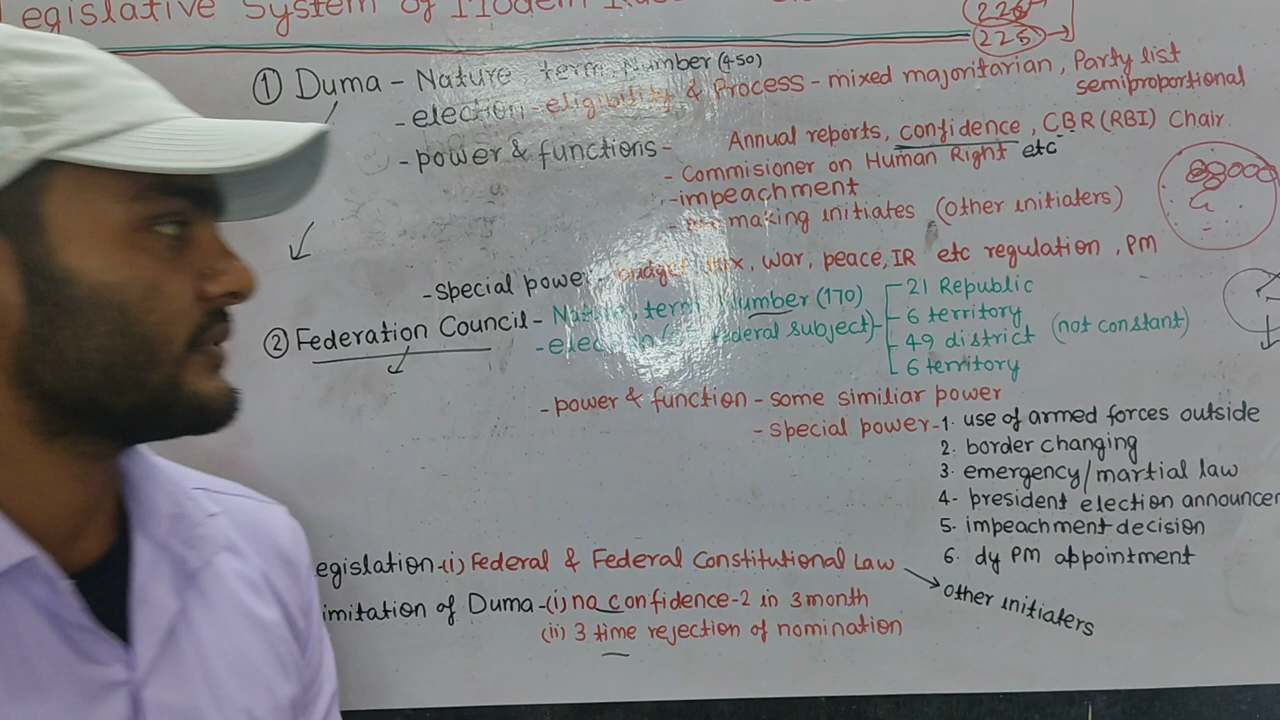 egislative System of Modern
226
225
① Duma - Nature, term, Number (450)
- election - eligibility & Process - mixed majoritarian, Party list
semiproportional
- power & functions - Annual reports, confidence, CBR (RBI) Chair.
- Commisioner on Human Right etc
- impeachment
- making initiates (Other initiaters)
- special power - budget, tax, war, peace, IR etc regulation, PM
② Federation Council - Nature, term Number (170)
- election ( federal subject) -
21 Republic
6 territory
49 district (not constant)
6 territory
- power & function - some similiar power
- special power - 1. use of armed forces outside
2. border changing
3. emergency/martial law
4- president election announcer
5. impeachment decision
6. dy PM appointment
egislation - (i) Federal & Federal Constitutional Law
other initiaters
imitation of Duma - (i) no confidence - 2 in 3 month
(ii) 3 time rejection of nomination